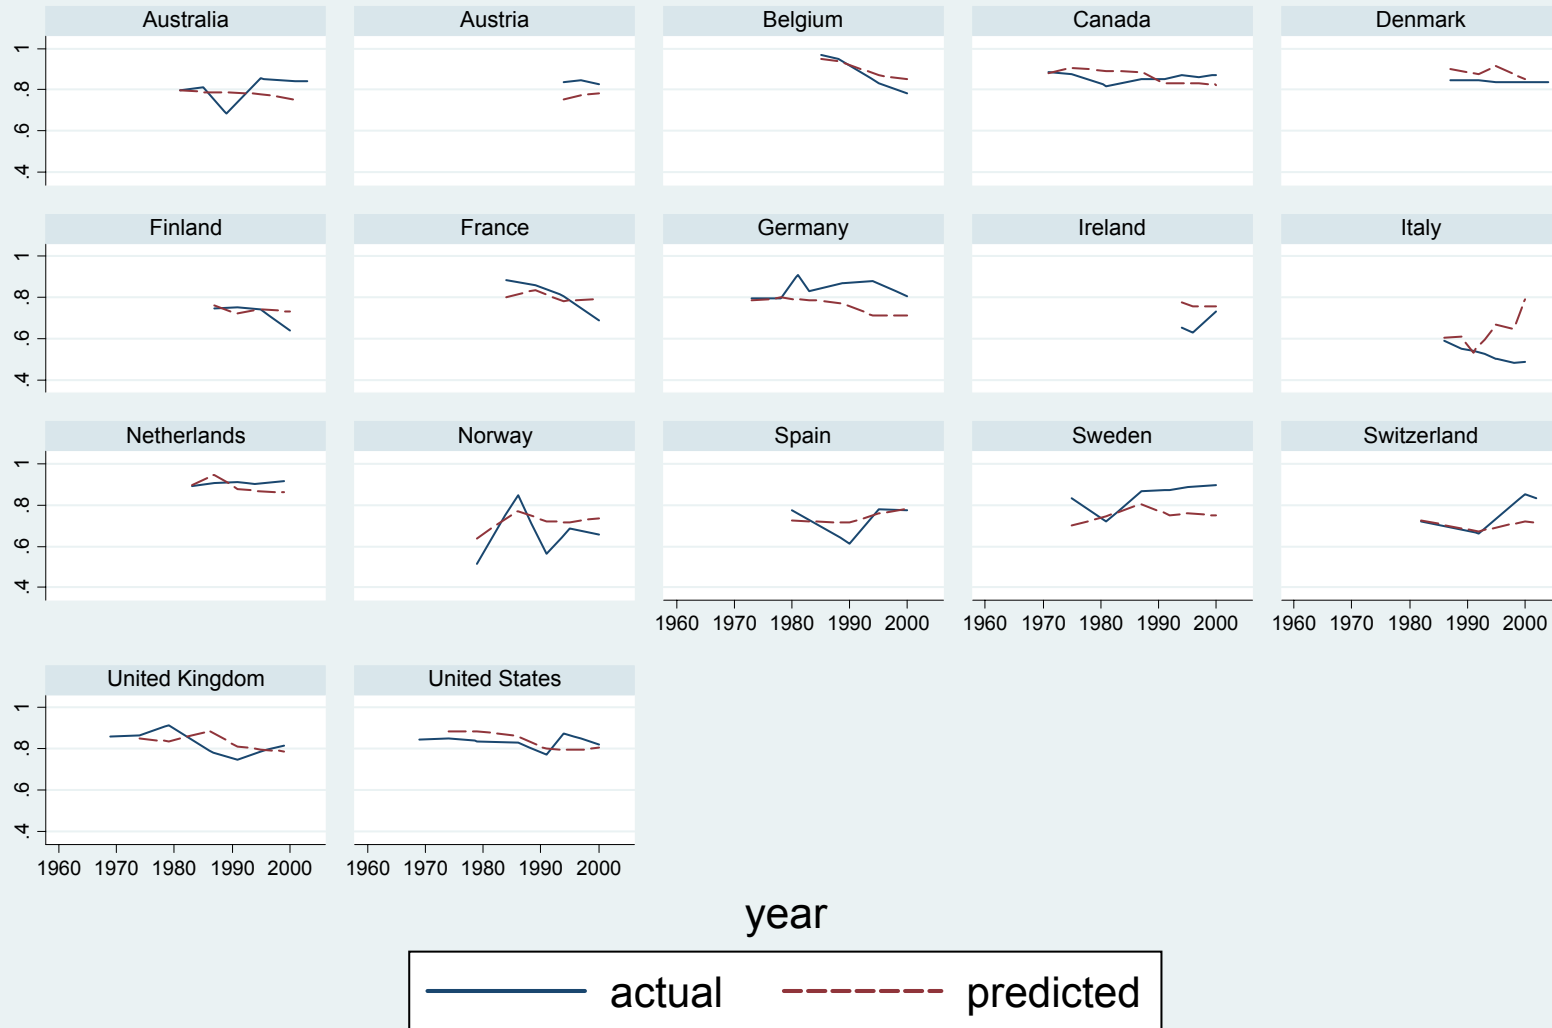 Australia Austria Belgium Canada Denmark
1
.8
.6
.4
Finland France Germany Ireland Italy
1
.8
.6
.4
Netherlands Norway Spain Sweden Switzerland
1
.8
.6
.4
1960 1970 1980 1990 2000 1960 1970 1980 1990 2000 1960 1970 1980 1990 2000
United Kingdom United States
1
.8
.6
.4
1960 1970 1980 1990 2000 1960 1970 1980 1990 2000
year
actual predicted